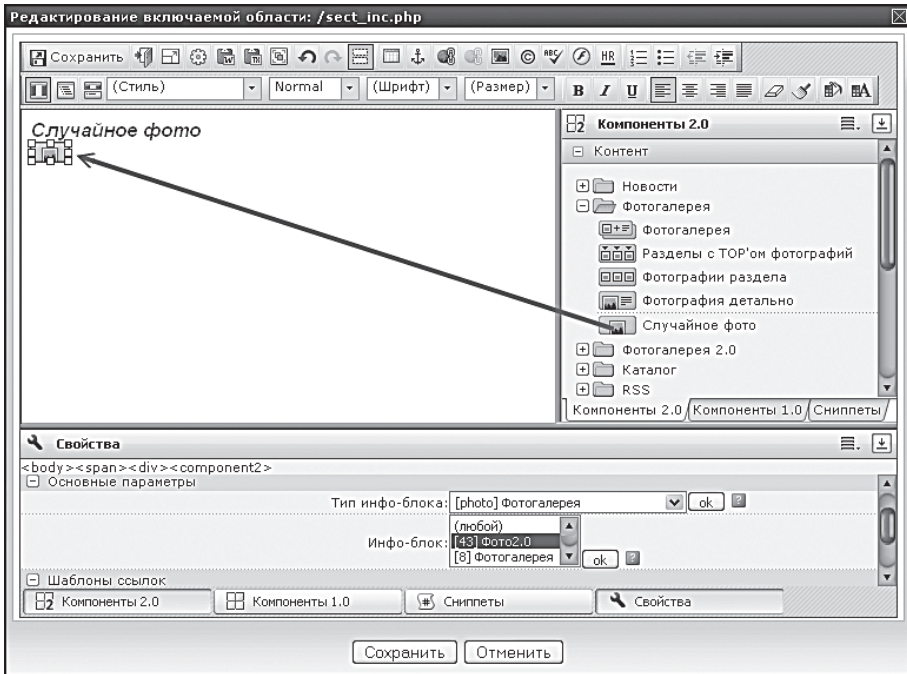 Редактирование включаемой области: /sect_inc.php
Сохранить
(Стиль) Normal (Шрифт) (Размер) B I U
Случайное фото
Компоненты 2.0
Контент
Новости
Фотогалерея
Фотогалерея
Разделы с TOP'ом фотографий
Фотографии раздела
Фотография детально
Случайное фото
Фотогалерея 2.0
Каталог
RSS
Компоненты 2.0 Компоненты 1.0 Сниппеты
Свойства
<body><span><div><component2>
Основные параметры
Тип инфо-блока: [photo] Фотогалерея ok ?
Инфо-блок: (любой)
[43] Фото2.0
[8] Фотогалерея ok ?
Шаблоны ссылок
Компоненты 2.0 Компоненты 1.0 Сниппеты Свойства
Сохранить Отменить